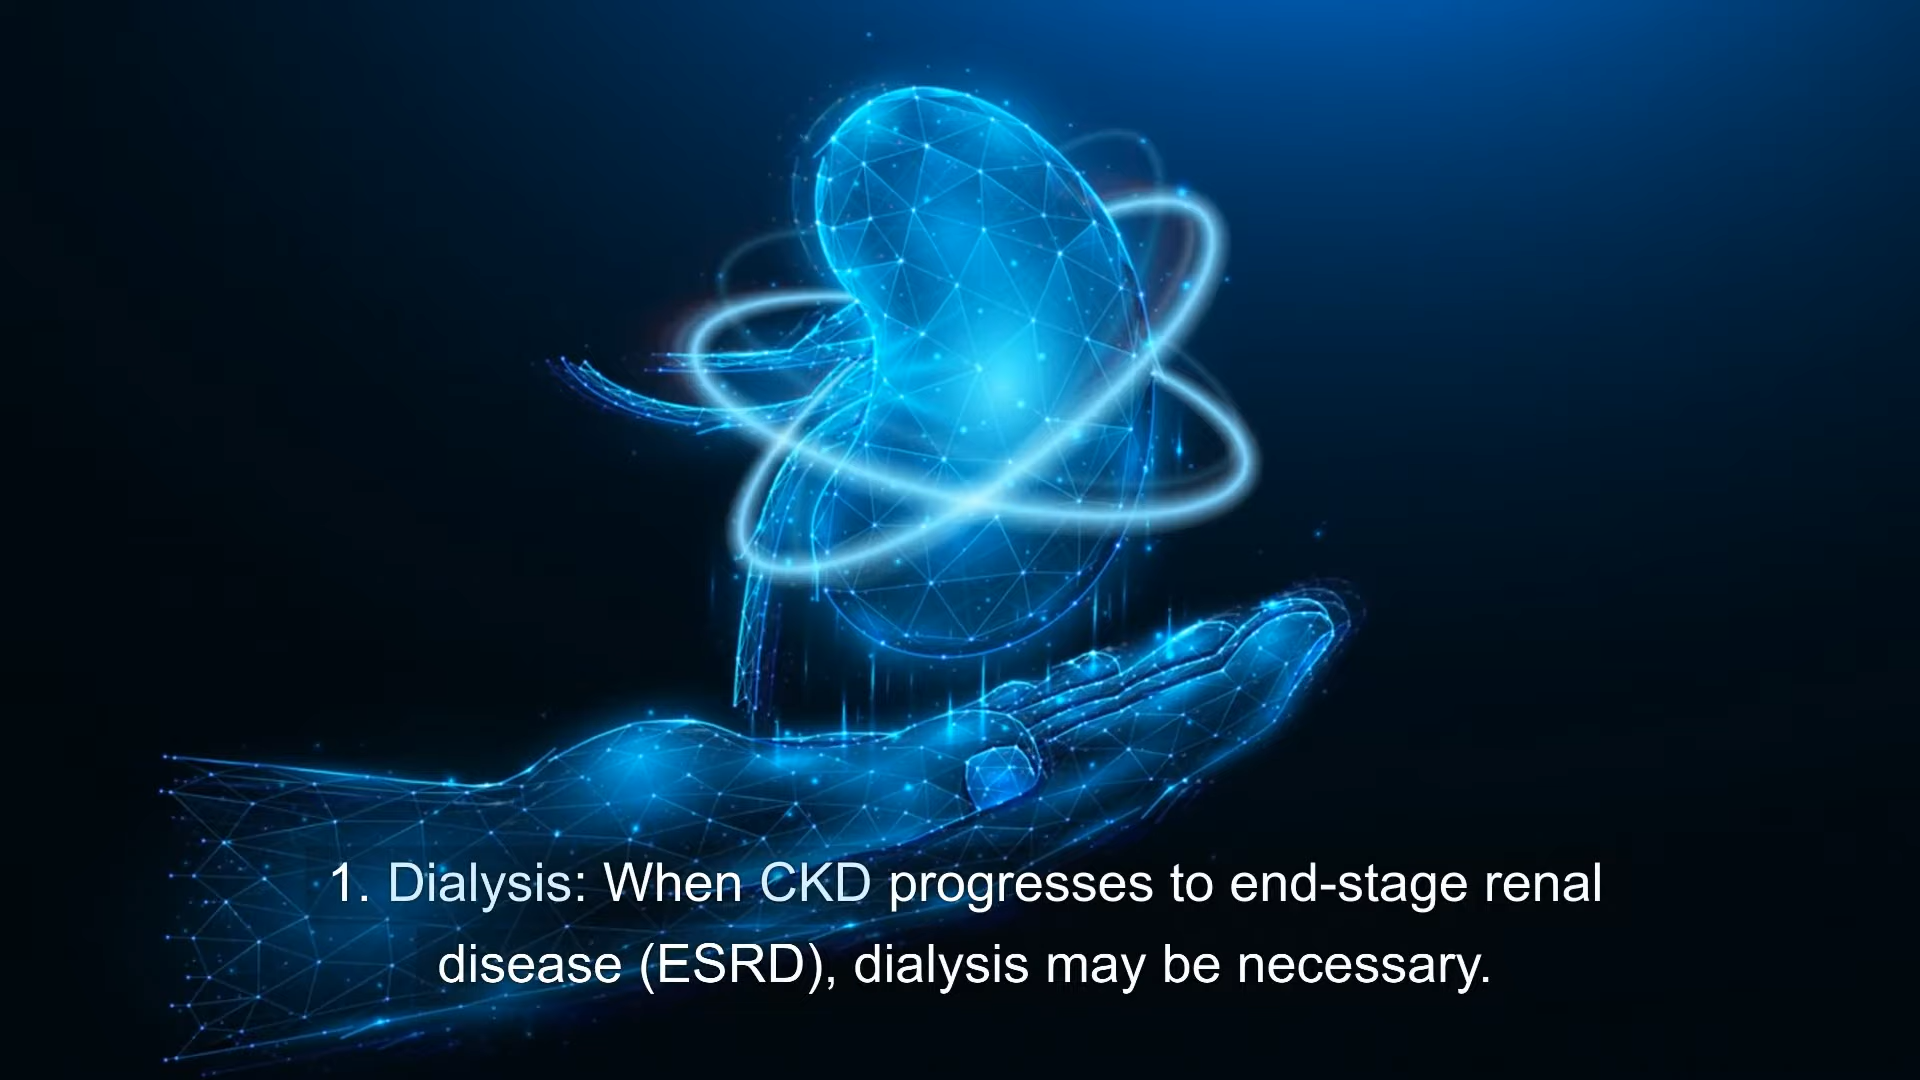 1. Dialysis: When CKD progresses to end-stage renal
disease (ESRD), dialysis may be necessary.